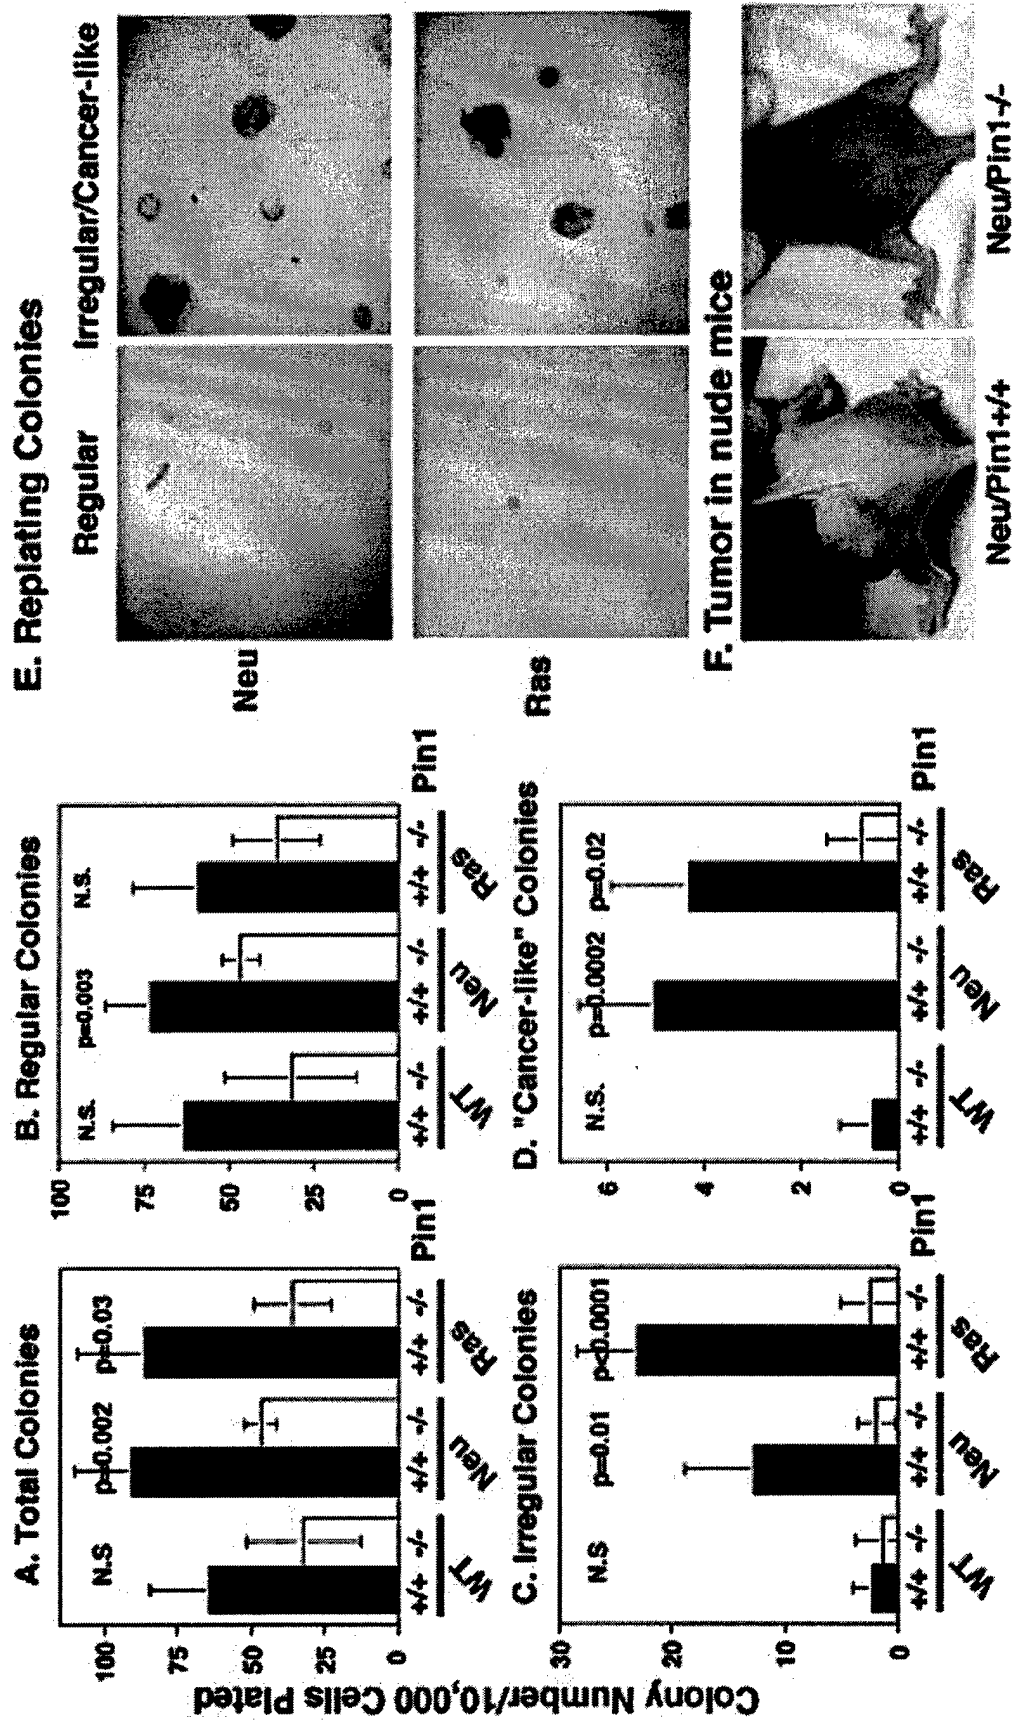 A. Total Colonies
100
75
50
25
0
N.S
p=0.002
p=0.03
+/+ -/- +/+ -/- +/+ -/- Pin1
WT Neu Ras
B. Regular Colonies
100
75
50
25
0
N.S.
p=0.003
N.S.
+/+ -/- +/+ -/- +/+ -/- Pin1
WT Neu Ras
C. Irregular Colonies
30
20
10
0
N.S
p=0.01
p<0.0001
+/+ -/- +/+ -/- +/+ -/- Pin1
WT Neu Ras
D. "Cancer-like" Colonies
6
4
2
0
N.S.
p=0.0002
p=0.02
+/+ -/- +/+ -/- +/+ -/- Pin1
WT Neu Ras
Colony Number/10,000 Cells Plated
E. Replating Colonies
Regular Irregular/Cancer-like
Neu
Ras
F. Tumor in nude mice
Neu/Pin1+/+ Neu/Pin1-/-